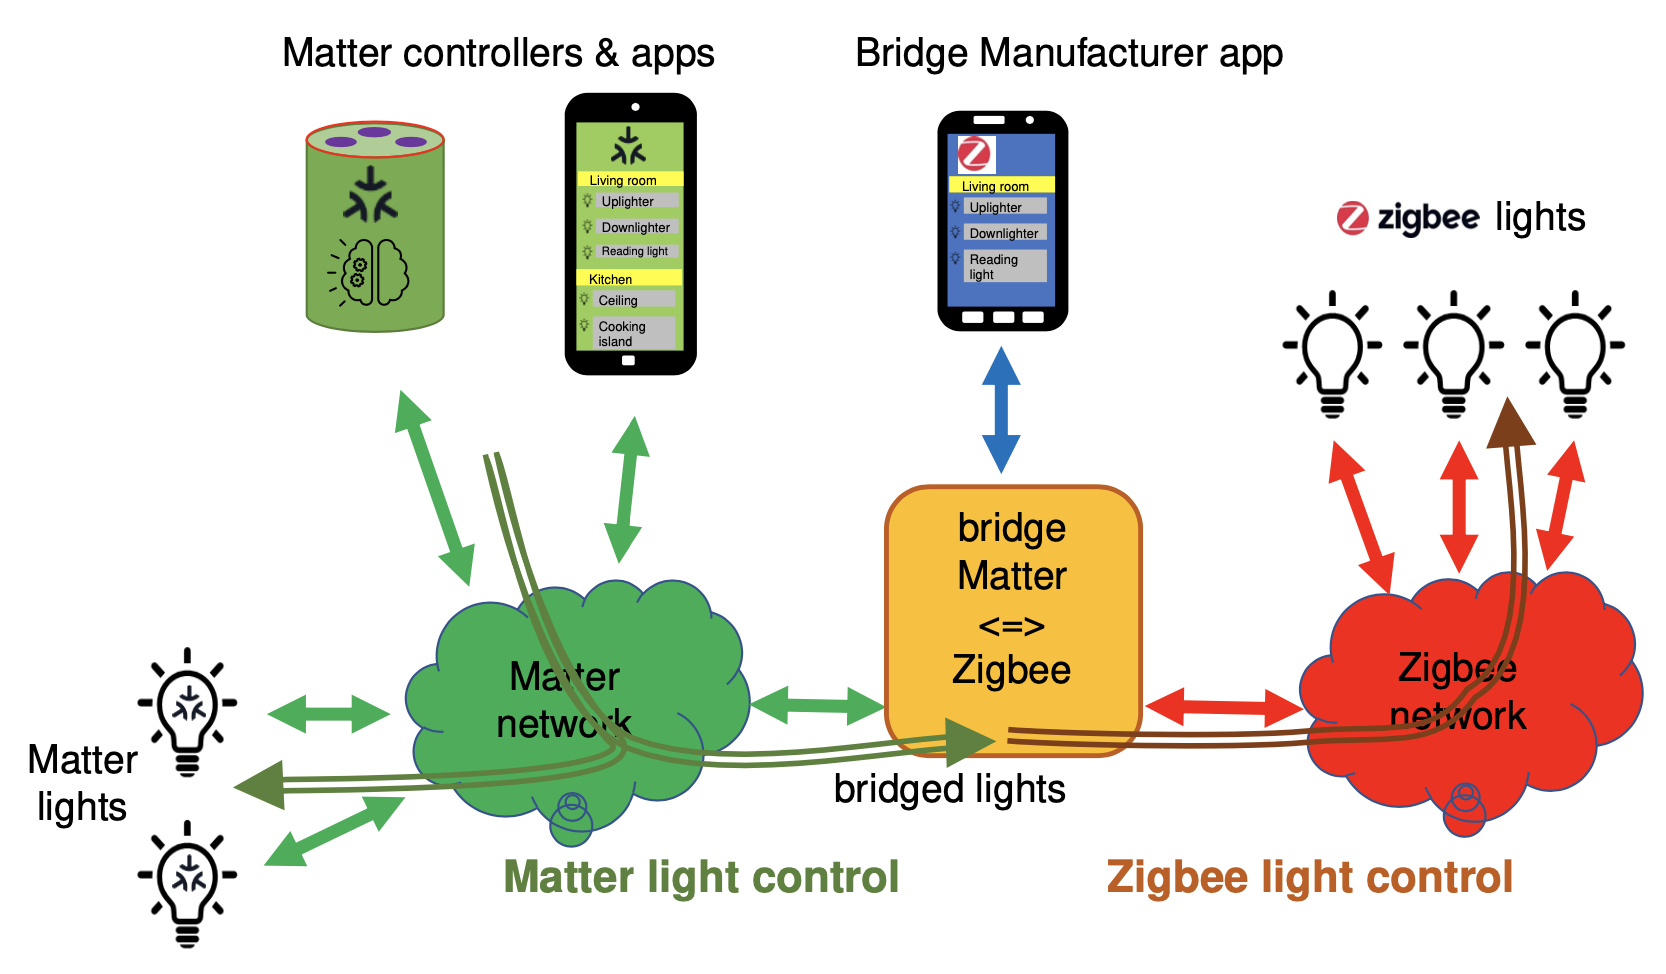 Matter controllers & apps
Bridge Manufacturer app
Living room
Uplighter
Downlighter
Reading light
Kitchen
Ceiling
Cooking
island
Living room
Uplighter
Downlighter
Reading
light
zigbee lights
bridge
Matter
<=>
Zigbee
Matter
network
Zigbee
network
Matter
lights
bridged lights
Matter light control
Zigbee light control